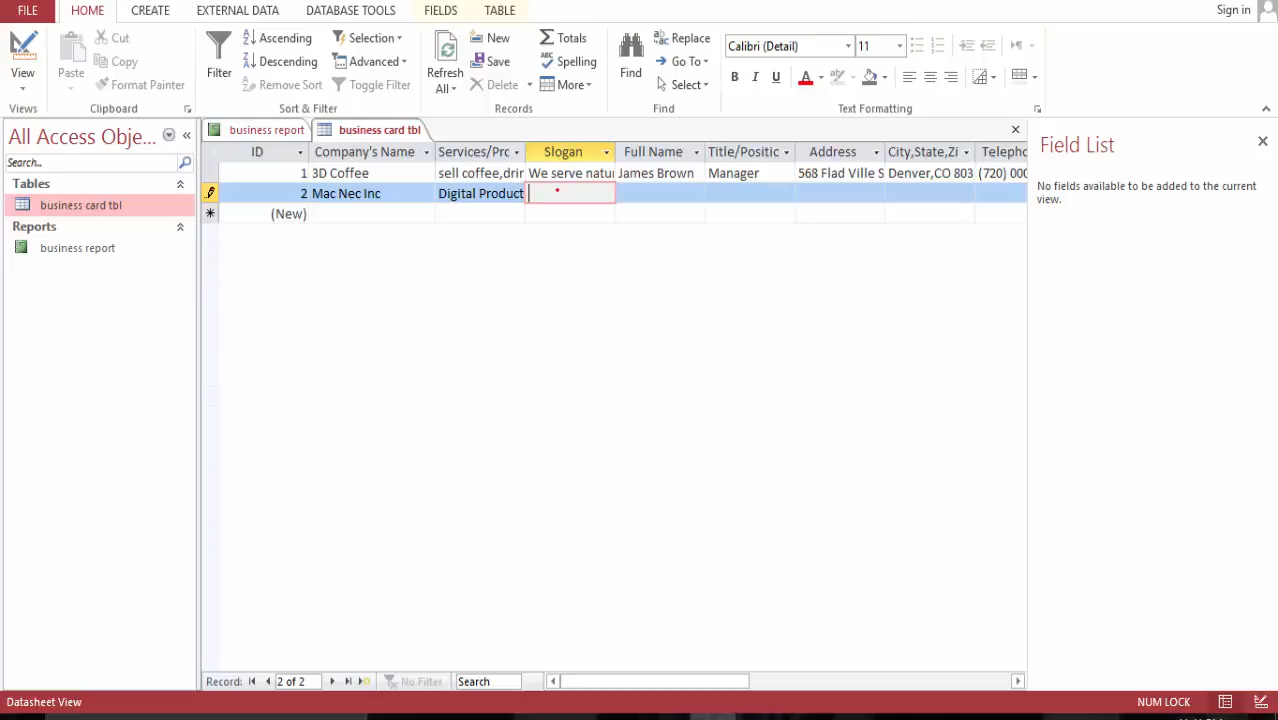 FILE HOME CREATE EXTERNAL DATA DATABASE TOOLS FIELDS TABLE Sign in
View
Views
Paste
Cut
Copy
Format Painter
Clipboard
Filter
Ascending
Descending
Remove Sort
Selection
Advanced
Toggle Filter
Sort & Filter
Refresh
All
New
Save
Delete
Totals
Spelling
More
Records
Find
Replace
Go To
Select
Find
Calibri (Detail) 11
B I U A ab
Text Formatting
All Access Obje...
Search...
Tables
business card tbl
Reports
business report
business report business card tbl
ID Company's Name Services/Prc Slogan Full Name Title/Positic Address City,State,Zi Telepho
1 3D Coffee sell coffee,drir We serve natur James Brown Manager 568 Flad Ville S Denver,CO 803 (720) 000
2 Mac Nec Inc Digital Product
(New)
Field List
No fields available to be added to the current
view.
Record: 2 of 2 No Filter Search
Datasheet View NUM LOCK